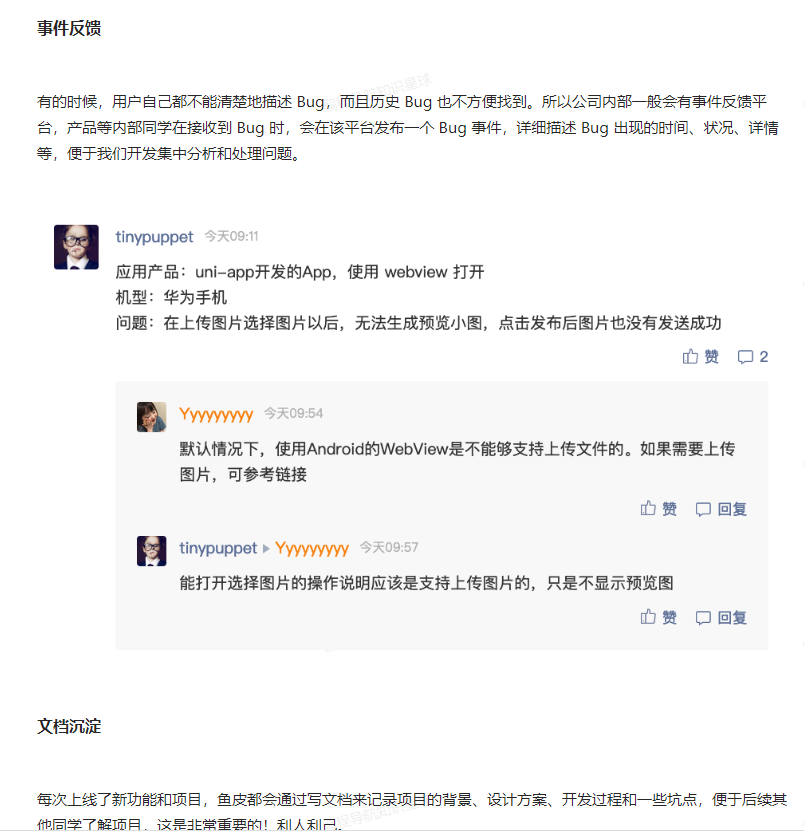 事件反馈
有的时候，用户自己都不能清楚地描述 Bug，而且历史 Bug 也不方便找到。所以公司内部一般会有事件反馈平
台，产品等内部同学在接收到 Bug 时，会在该平台发布一个 Bug 事件，详细描述 Bug 出现的时间、状况、详情
等，便于我们开发集中分析和处理问题。
tinypuppet 今天09:11
应用产品：uni-app开发的App，使用 webview 打开
机型：华为手机
问题：在上传图片选择图片以后，无法生成预览小图，点击发布后图片也没有发送成功
赞 2
Yyyyyyyyy 今天09:54
默认情况下，使用Android的WebView是不能够支持上传文件的。如果需要上传
图片，可参考链接
赞 回复
tinypuppet ▸ Yyyyyyyyy 今天09:57
能打开选择图片的操作说明应该是支持上传图片的，只是不显示预览图
赞 回复
文档沉淀
每次上线了新功能和项目，鱼皮都会通过写文档来记录项目的背景、设计方案、开发过程和一些坑点，便于后续其
他同学了解项目，这是非常重要的！利人利己。